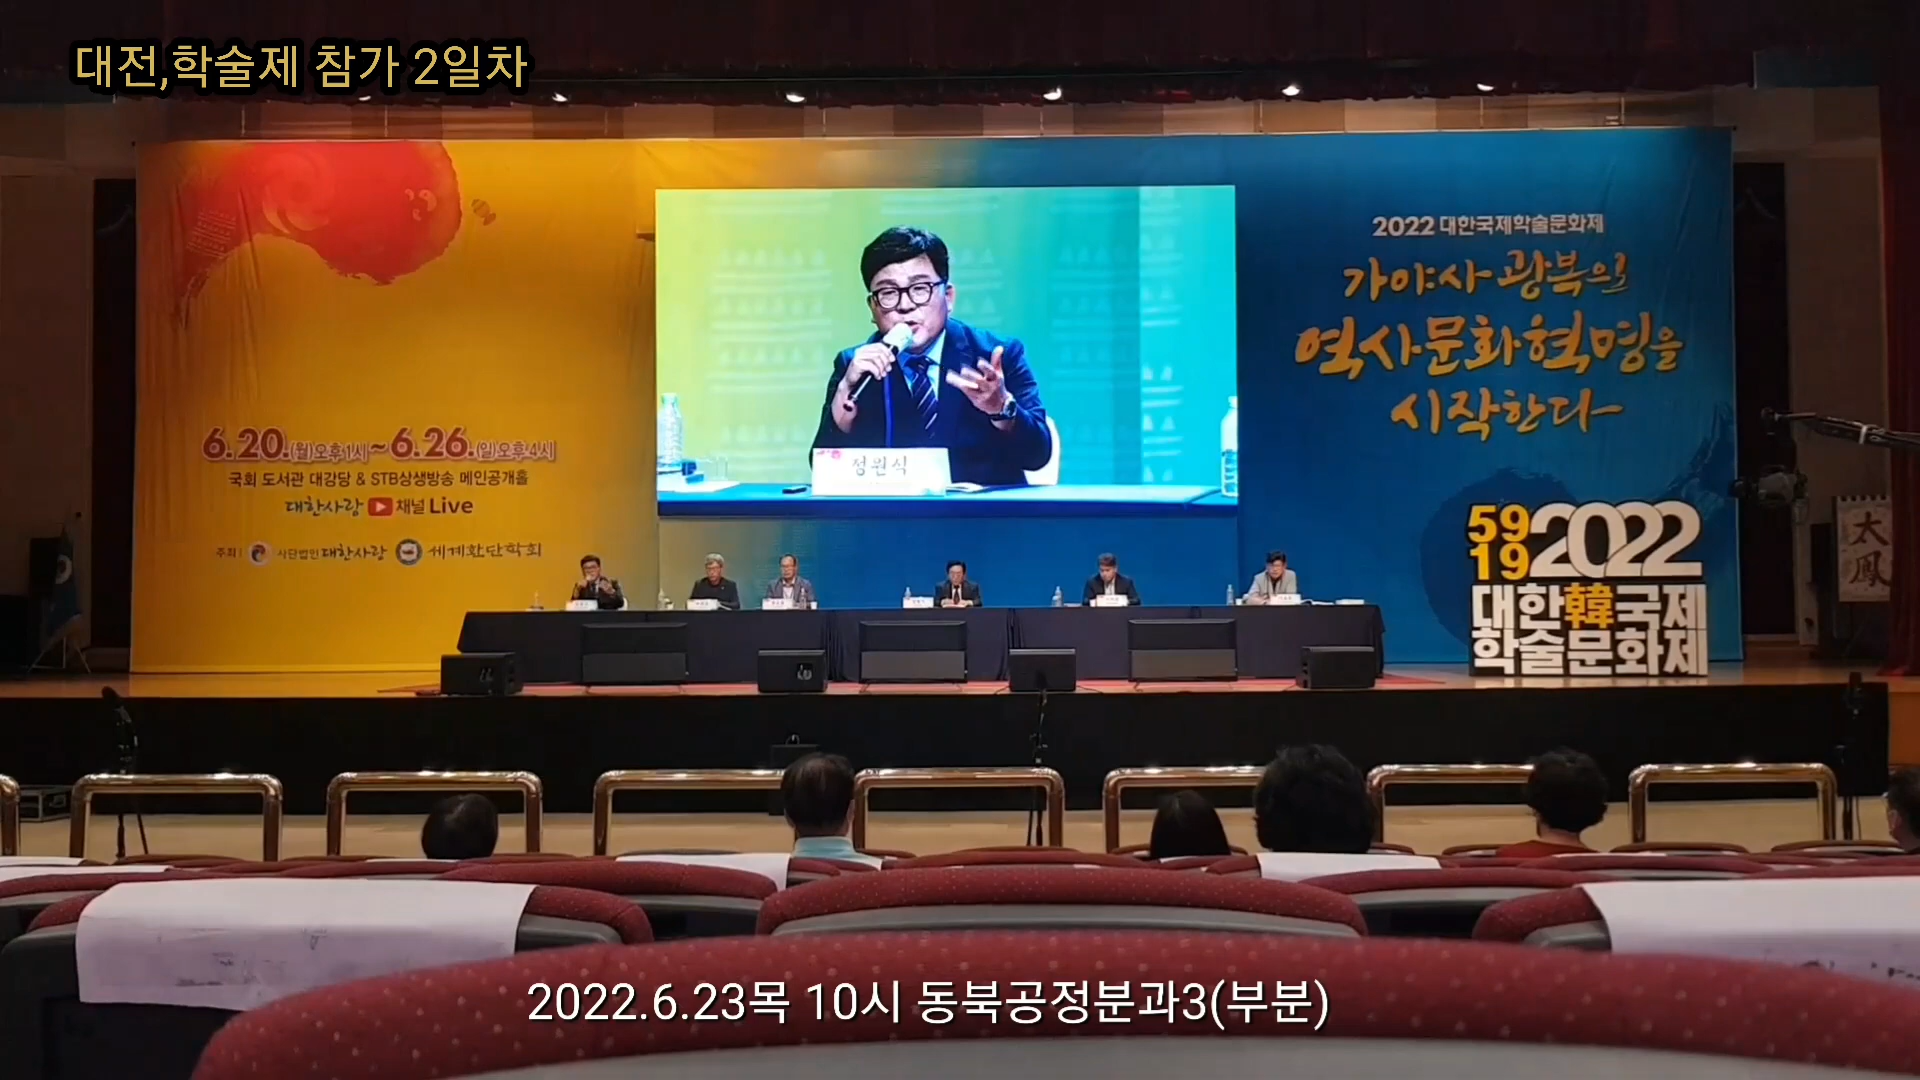 대전,학술제 참가 2일차
6.20.(월)오후1시~6.26.(일)오후4시
국회 도서관 대강당 & STB상생방송 메인공개홀
대한사랑 채널 Live
주최 | 사단법인 대한사랑 세계환단학회
정원식
2022 대한국제학술문화제
가야사 광복으로
역사문화혁명을
시작한다
59
19 2022
대한韓국제
학술문화제
太鳳
2022.6.23목 10시 동북공정분과3(부분)